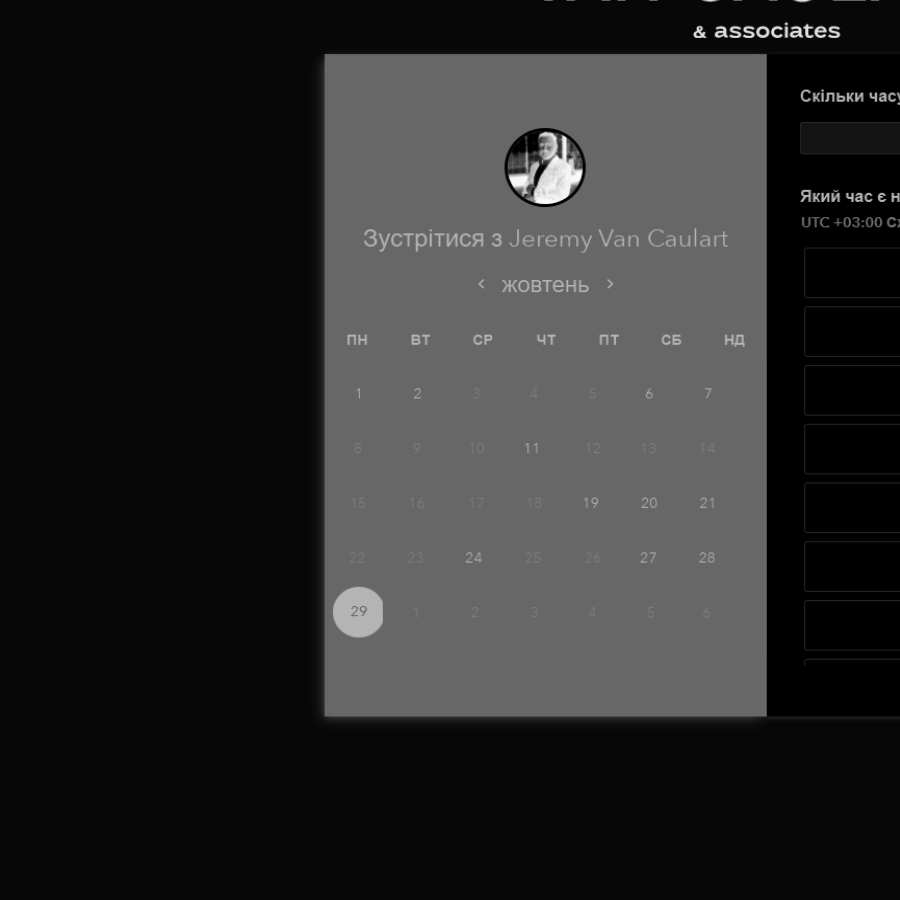 & associates
Зустрітися з Jeremy Van Caulart
жовтень
ПН ВТ СР ЧТ ПТ СБ НД
1 2 3 4 5 6 7
8 9 10 11 12 13 14
15 16 17 18 19 20 21
22 23 24 25 26 27 28
29 1 2 3 4 5 6
Скільки часу
Який час є
UTC +03:00